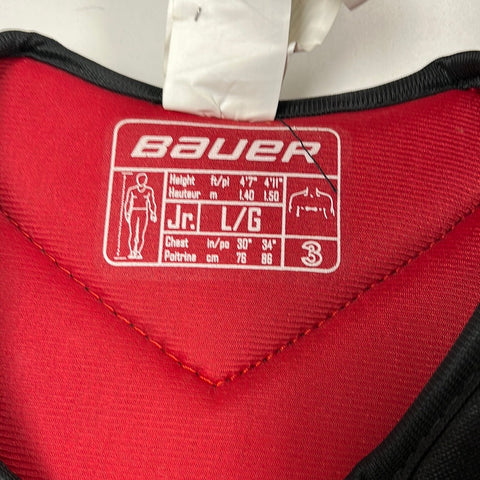 BAUER
Height ft/pi 4'7" 4'11"
Hauteur m 1.40 1.50
Jr. L/G
Chest in/po 30" 34"
Poitrine cm 76 86
3